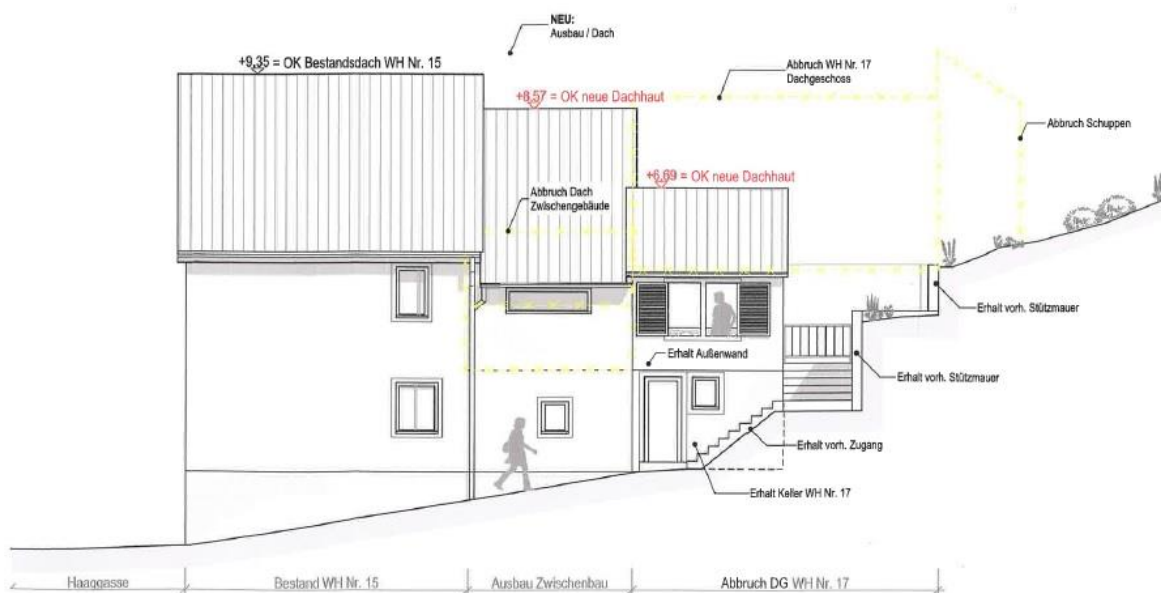 NEU:
Ausbau / Dach
+9,35 = OK Bestandsdach WH Nr. 15
Abbruch WH Nr. 17
Dachgeschoss
+8,57 = OK neue Dachhaut
Abbruch Schuppen
+6,69 = OK neue Dachhaut
Abbruch Dach
Zwischengebäude
Erhalt vorh. Stützmauer
Erhalt Außenwand
Erhalt vorh. Stützmauer
Erhalt vorh. Zugang
Erhalt Keller WH Nr. 17
Haaggasse
Bestand WH Nr. 15
Ausbau Zwischenbau
Abbruch DG WH Nr. 17